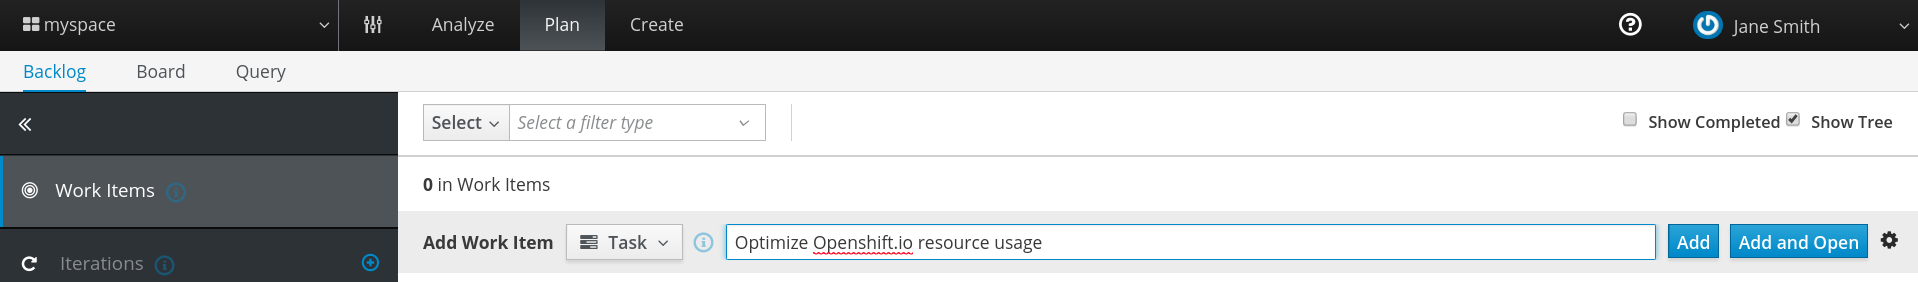 myspace Analyze Plan Create Jane Smith
Backlog Board Query
Select Select a filter type Show Completed Show Tree
Work Items
0 in Work Items
Add Work Item Task Optimize Openshift.io resource usage Add Add and Open
Iterations